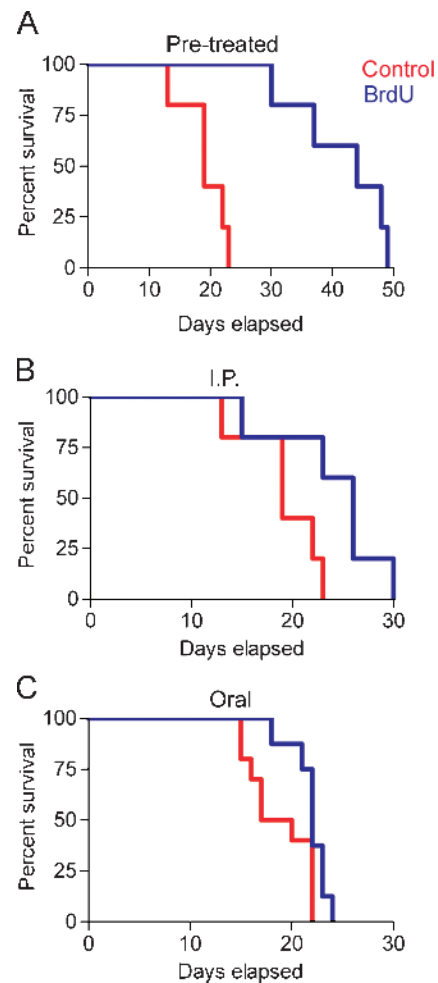 A
Pre-treated
Control
BrdU
100
75
50
25
0
Percent survival
0 10 20 30 40 50
Days elapsed
B
I.P.
100
75
50
25
0
Percent survival
0 10 20 30
Days elapsed
C
Oral
100
75
50
25
0
Percent survival
0 10 20 30
Days elapsed